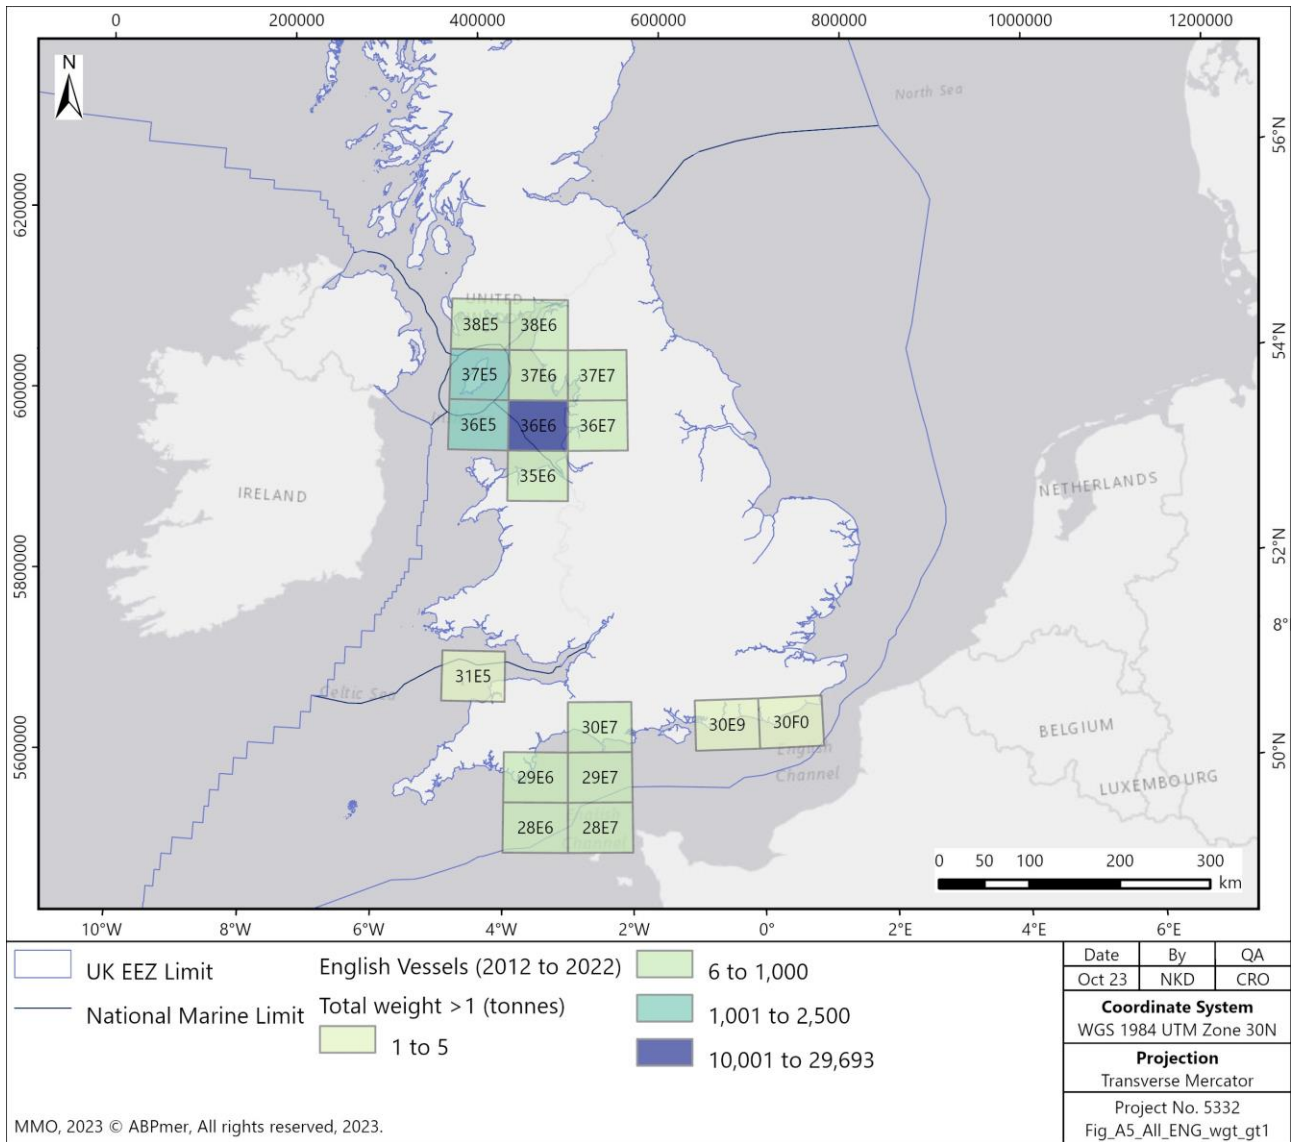 0 200000 400000 600000 800000 1000000 1200000
N
North Sea
56°N
6200000
UNITED
38E5 38E6
54°N
37E5 37E6 37E7
6000000
36E5 36E6 36E7
35E6
IRELAND
NETHERLANDS
52°N
5800000
8°
31E5
Celtic Sea
30E7 30E9 30F0
BELGIUM
English
Channel
50°N
5600000
29E6 29E7
LUXEMBOURG
28E6 28E7
0 50 100 200 300
km
10°W 8°W 6°W 4°W 2°W 0° 2°E 4°E 6°E
UK EEZ Limit
National Marine Limit
English Vessels (2012 to 2022)
Total weight >1 (tonnes)
1 to 5
6 to 1,000
1,001 to 2,500
10,001 to 29,693
Date By QA
Oct 23 NKD CRO
Coordinate System
WGS 1984 UTM Zone 30N
Projection
Transverse Mercator
Project No. 5332
Fig_A5_All_ENG_wgt_gt1
MMO, 2023 © ABPmer, All rights reserved, 2023.